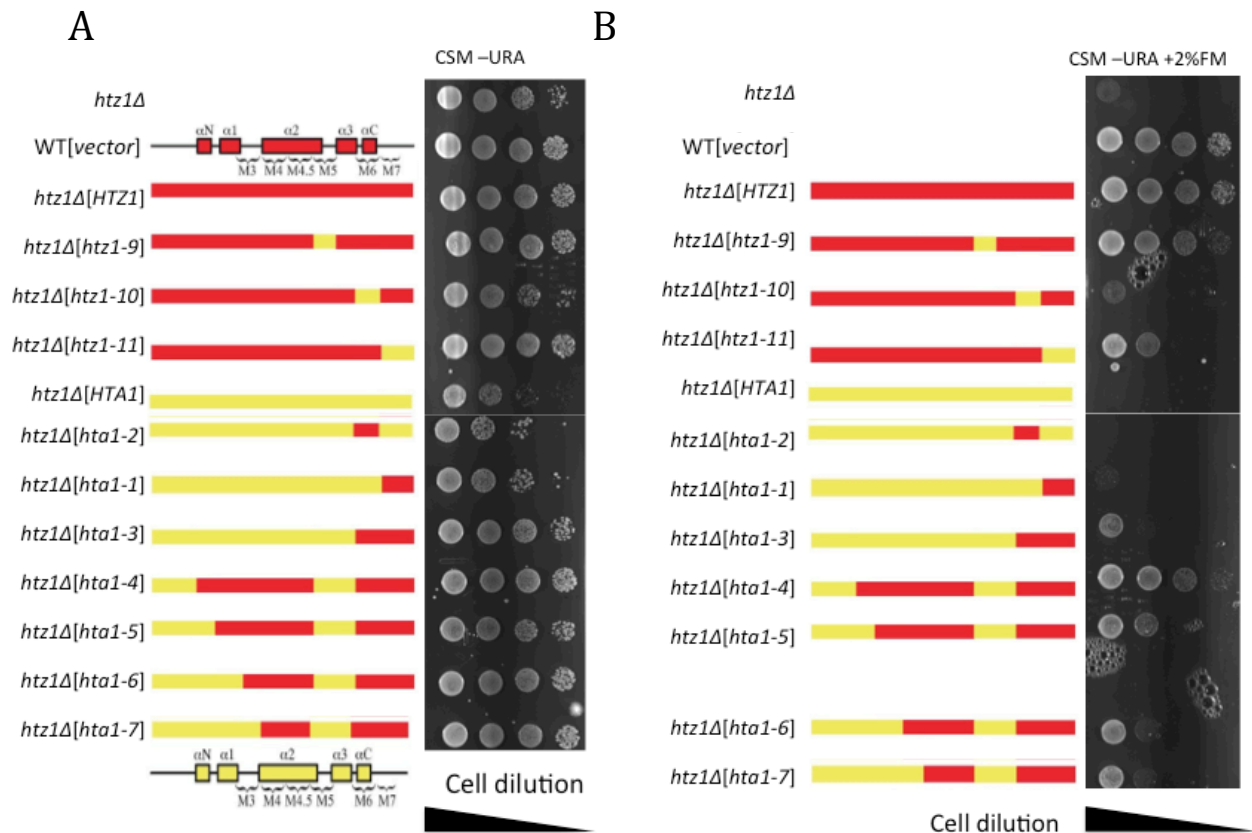 A
CSM –URA
htz1Δ
αN α1 α2 α3 αC
WT[vector]
M3 M4 M4.5 M5 M6 M7
htz1Δ[HTZ1]
htz1Δ[htz1-9]
htz1Δ[htz1-10]
htz1Δ[htz1-11]
htz1Δ[HTA1]
htz1Δ[hta1-2]
htz1Δ[hta1-1]
htz1Δ[hta1-3]
htz1Δ[hta1-4]
htz1Δ[hta1-5]
htz1Δ[hta1-6]
htz1Δ[hta1-7]
αN α1 α2 α3 αC
M3 M4 M4.5 M5 M6 M7
Cell dilution
B
CSM –URA +2%FM
htz1Δ
WT[vector]
htz1Δ[HTZ1]
htz1Δ[htz1-9]
htz1Δ[htz1-10]
htz1Δ[htz1-11]
htz1Δ[HTA1]
htz1Δ[hta1-2]
htz1Δ[hta1-1]
htz1Δ[hta1-3]
htz1Δ[hta1-4]
htz1Δ[hta1-5]
htz1Δ[hta1-6]
htz1Δ[hta1-7]
Cell dilution